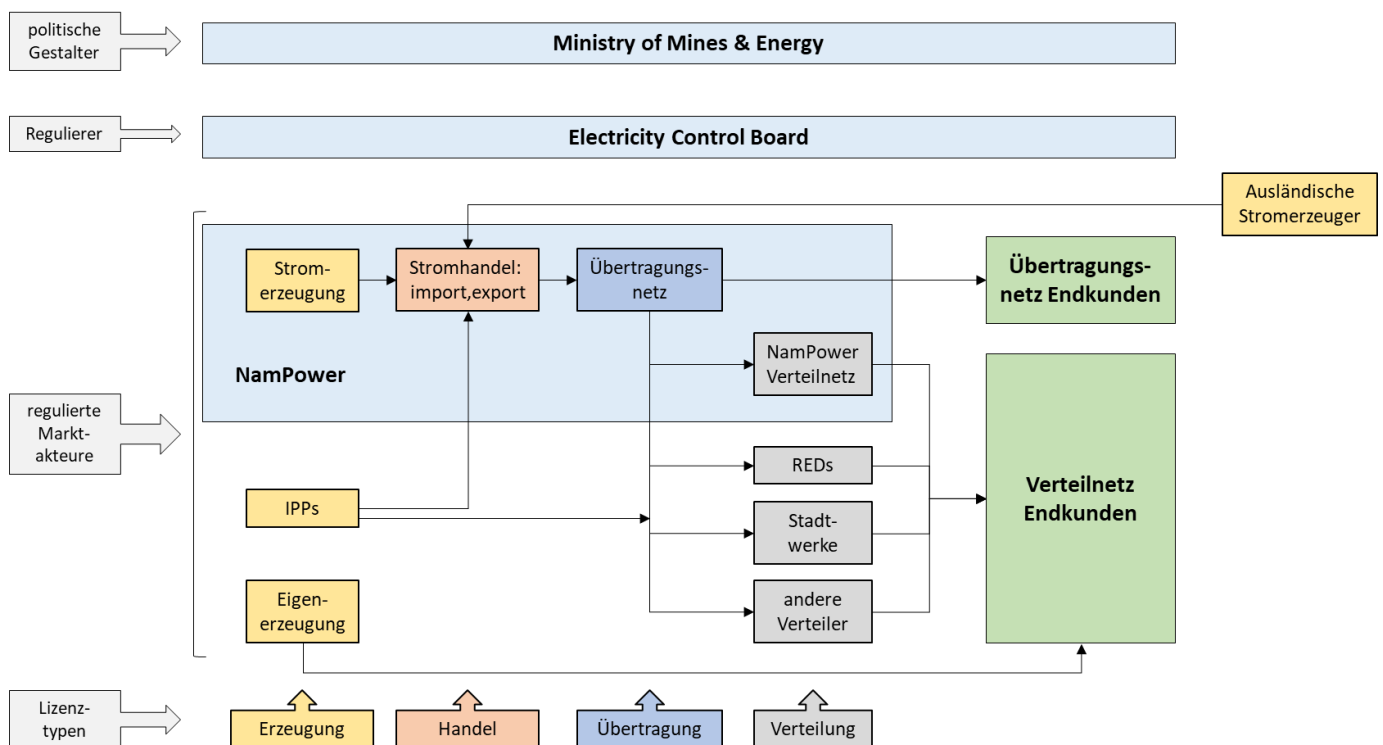 politische
Gestalter
Ministry of Mines & Energy
Regulierer
Electricity Control Board
Ausländische
Stromerzeuger
Strom-
erzeugung
Stromhandel:
import,export
Übertragungs-
netz
Übertragungs-
netz Endkunden
NamPower
NamPower
Verteilnetz
regulierte
Markt-
akteure
REDs
IPPs
Stadt-
werke
Verteilnetz
Endkunden
Eigen-
erzeugung
andere
Verteiler
Lizenz-
typen
Erzeugung
Handel
Übertragung
Verteilung